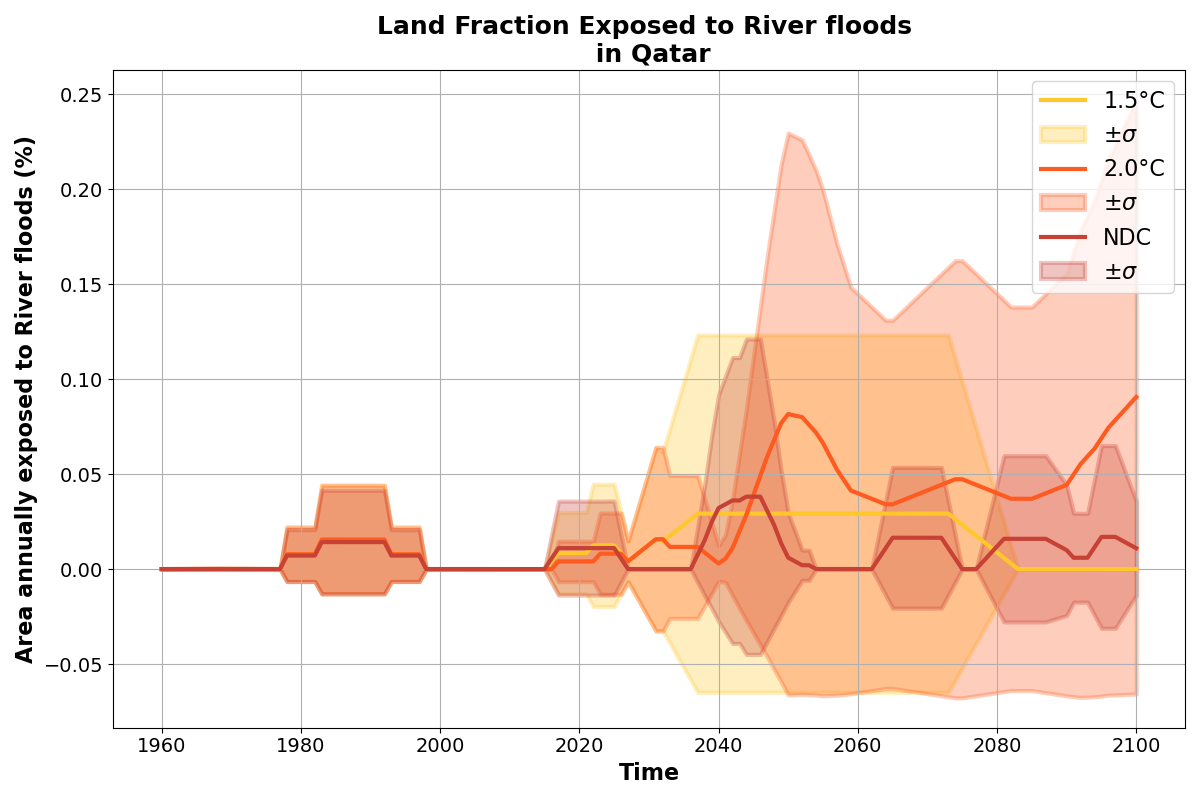 Land Fraction Exposed to River floods
in Qatar
Area annually exposed to River floods (%)
0.25
0.20
0.15
0.10
0.05
0.00
−0.05
1.5°C
±σ
2.0°C
±σ
NDC
±σ
1960 1980 2000 2020 2040 2060 2080 2100
Time